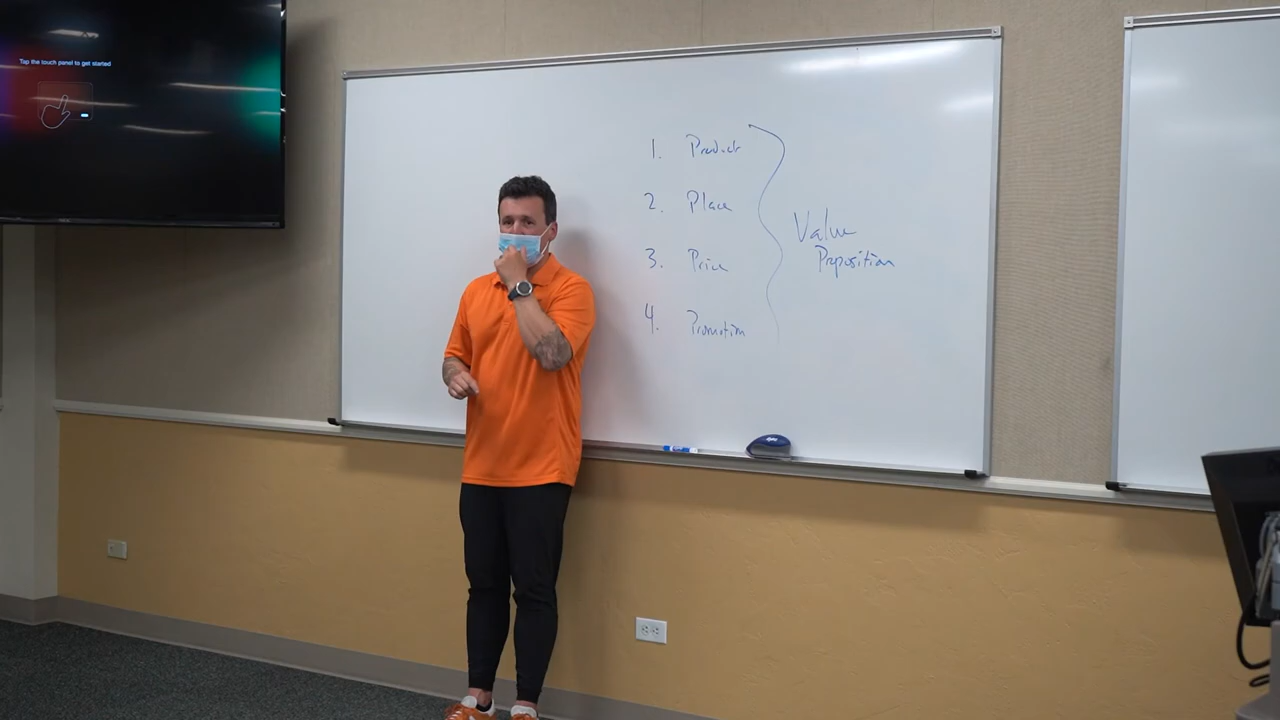 Tap the touch panel to get started
1. Product
2. Place
3. Price
4. Promotion
Value
Proposition